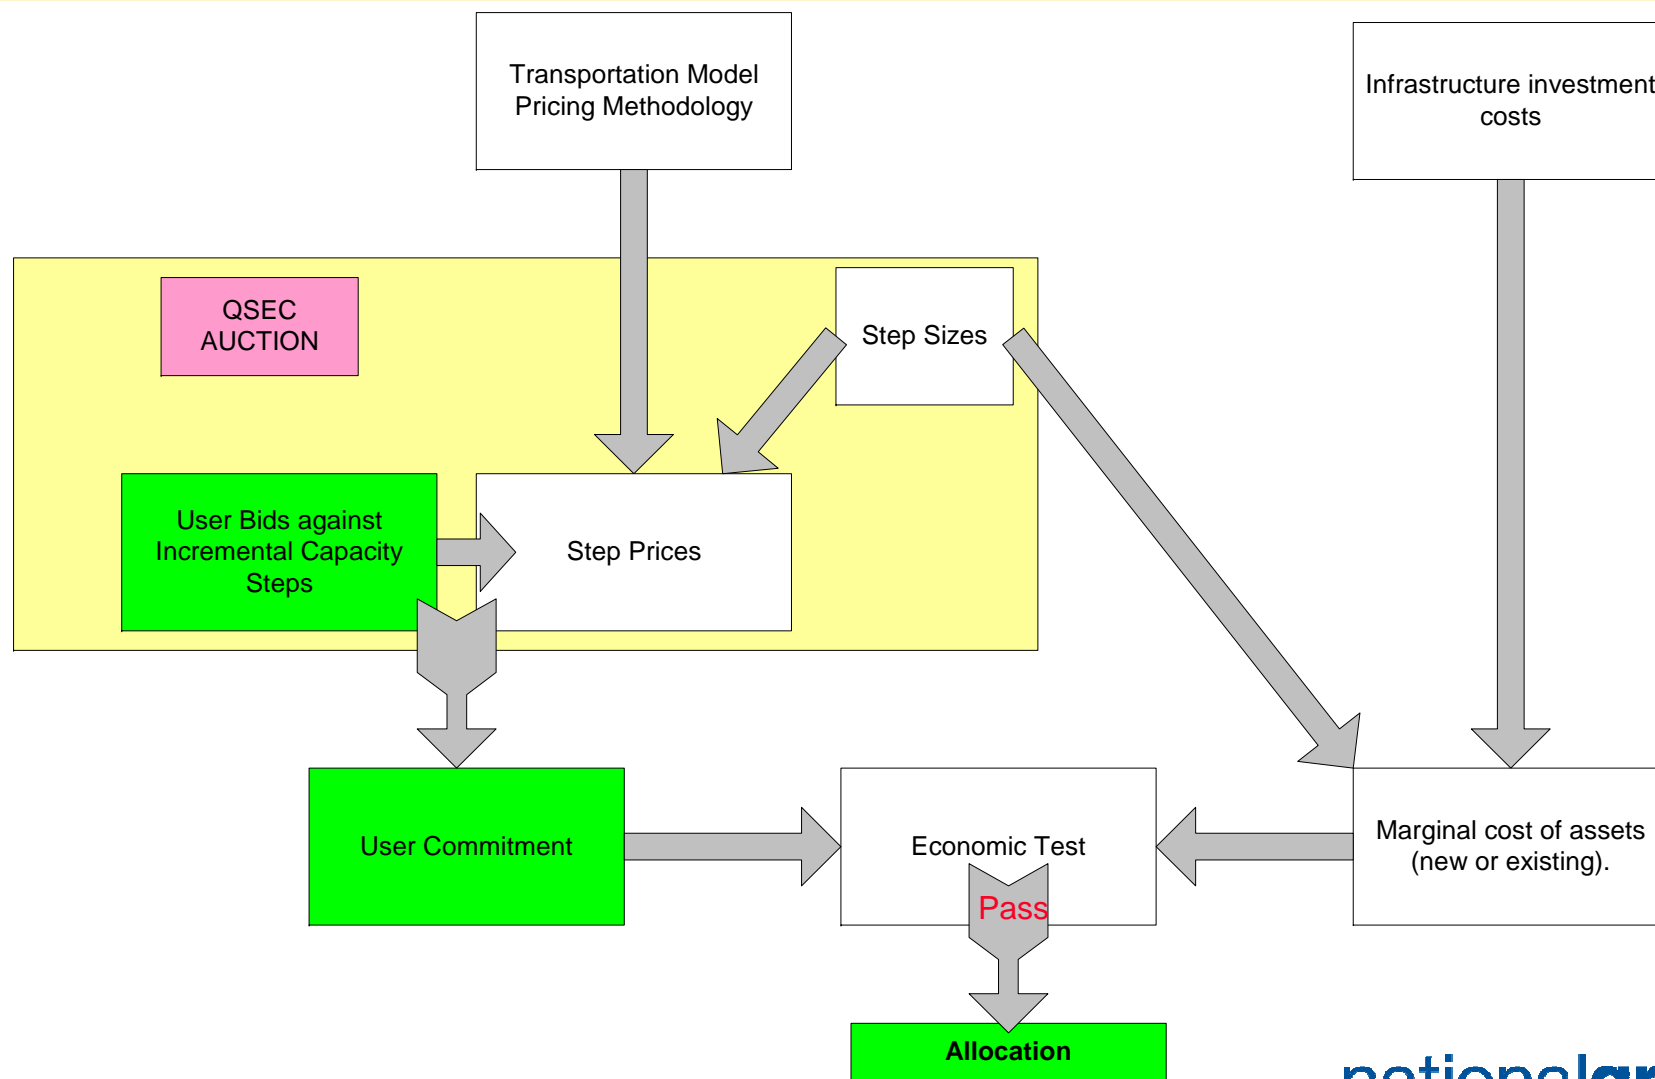 Transportation Model
Pricing Methodology
Infrastructure investment
costs
QSEC
AUCTION
Step Sizes
User Bids against
Incremental Capacity
Steps
Step Prices
User Commitment
Economic Test
Marginal cost of assets
(new or existing).
Pass
Allocation